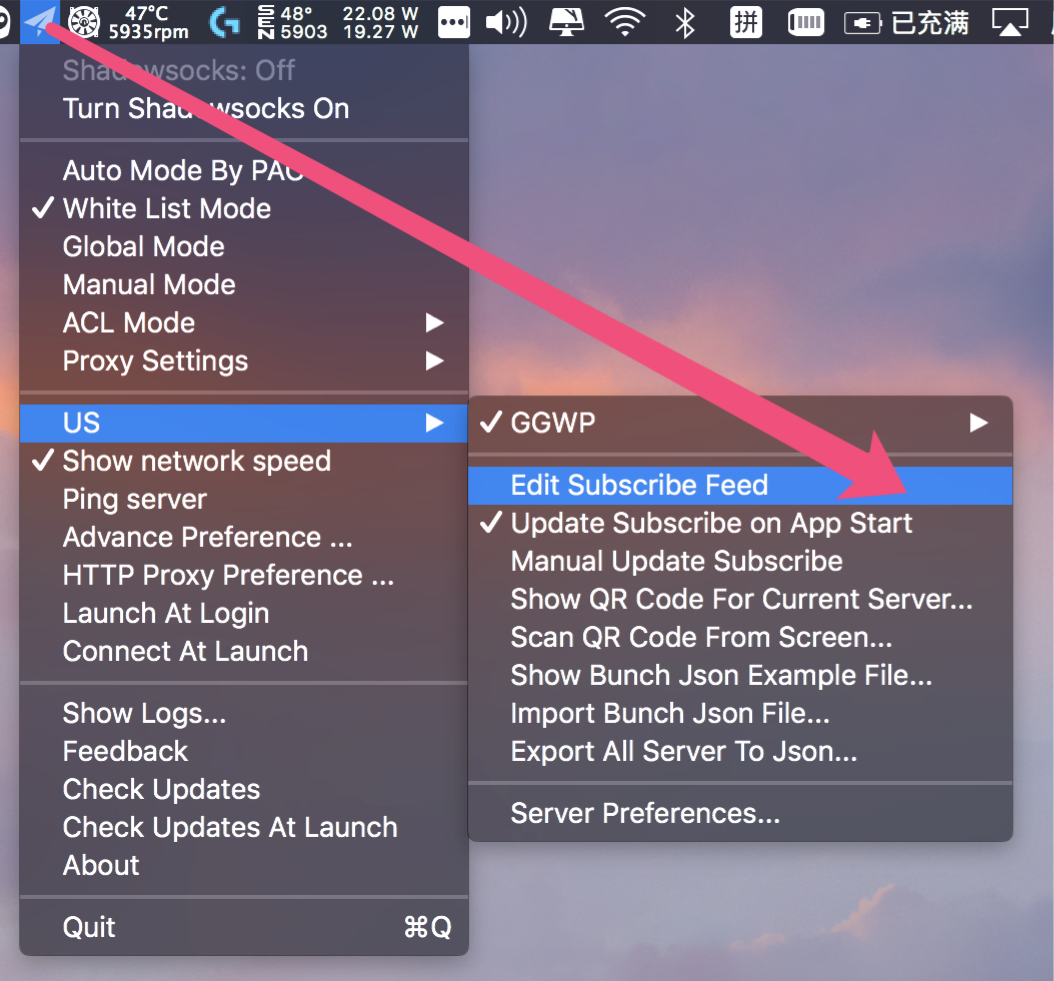 47°C
5935rpm
SEN
48°
5903
22.08 W
19.27 W
拼
已充满
Shadowsocks: Off
Turn Shadowsocks On
Auto Mode By PAC
✓ White List Mode
Global Mode
Manual Mode
ACL Mode
Proxy Settings
US
✓ Show network speed
Ping server
Advance Preference ...
HTTP Proxy Preference ...
Launch At Login
Connect At Launch
Show Logs...
Feedback
Check Updates
Check Updates At Launch
About
Quit ⌘Q
✓ GGWP
Edit Subscribe Feed
✓ Update Subscribe on App Start
Manual Update Subscribe
Show QR Code For Current Server...
Scan QR Code From Screen...
Show Bunch Json Example File...
Import Bunch Json File...
Export All Server To Json...
Server Preferences...